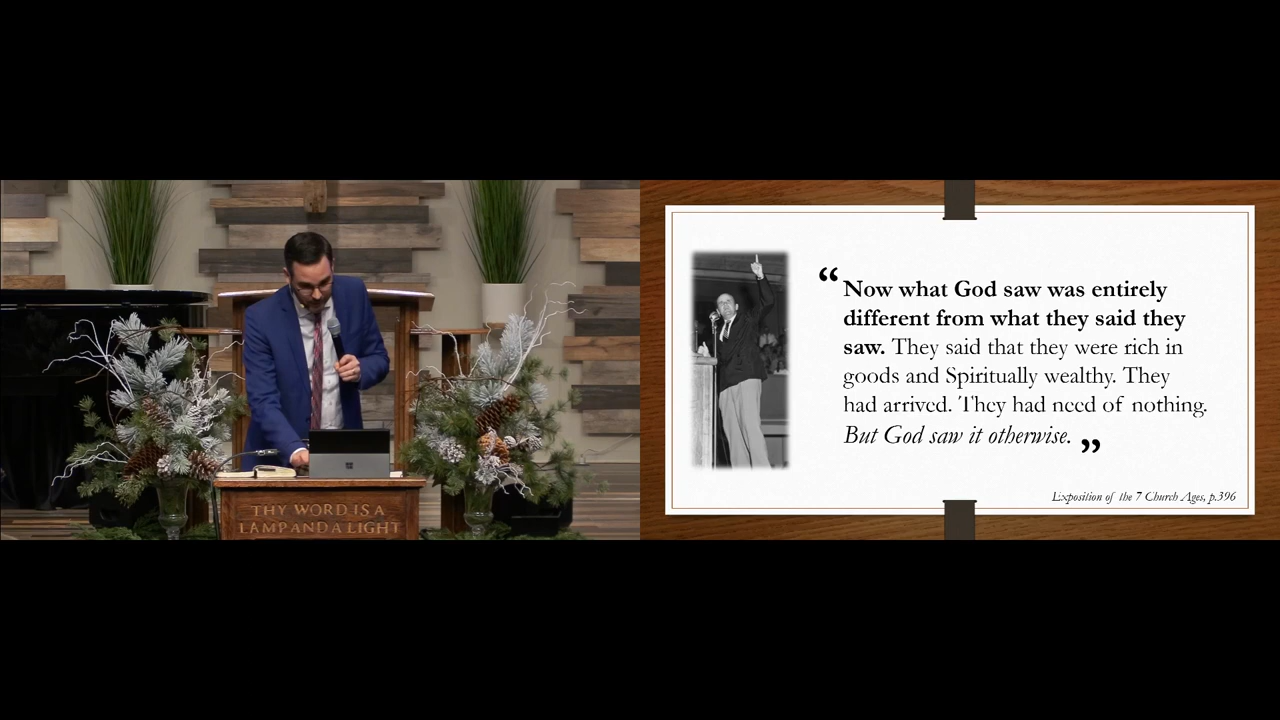 THY WORD IS A
LAMP AND A LIGHT
“ Now what God saw was entirely
different from what they said they
saw. They said that they were rich in
goods and Spiritually wealthy. They
had arrived. They had need of nothing.
But God saw it otherwise. ”
Exposition of the 7 Church Ages, p.396